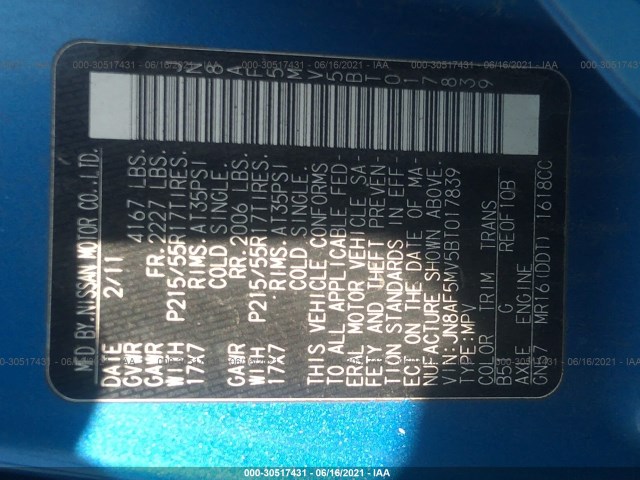 MFD BY NISSAN MOTOR CO.,LTD.
DATE 2/11
GVWR 4167 LBS.
GAWR FR. 2227 LBS.
WITH P215/55R17TIRES.
17X7 RIMS. AT35PSI
COLD SINGLE.
GAWR RR. 2006 LBS.
WITH P215/55R17TIRES.
17X7 RIMS. AT35PSI
COLD SINGLE.
THIS VEHICLE CONFORMS
TO ALL APPLICABLE FED-
ERAL MOTOR VEHICLE SA-
FETY AND THEFT PREVEN-
TION STANDARDS IN EFF-
ECT ON THE DATE OF MA-
NUFACTURE SHOWN ABOVE.
VIN:JN8AF5MV5BT017839
TYPE:MPV
COLOR TRIM TRANS
G RE0F10B
AXLE ENGINE
GN37 MR16(DDT) 1618CC
JN8AF5MV5BT017839
000-30517431 - 06/16/2021 - IAA